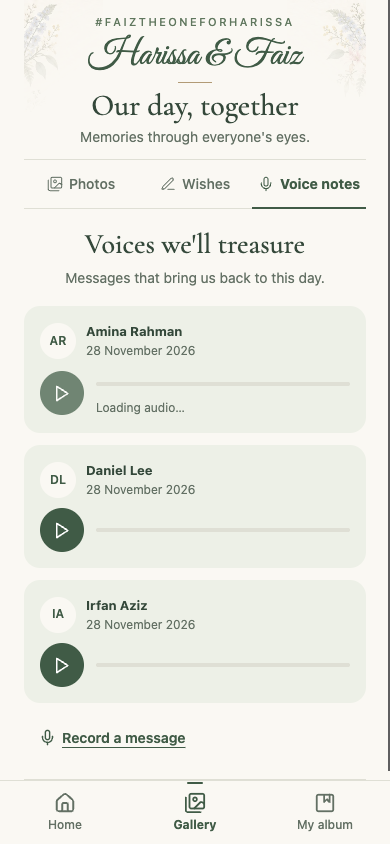 #FAIZTHEONEFORHARISSA
Harissa & Faiz
Our day, together
Memories through everyone's eyes.
Photos
Wishes
Voice notes
Voices we'll treasure
Messages that bring us back to this day.
AR
Amina Rahman
28 November 2026
Loading audio...
DL
Daniel Lee
28 November 2026
IA
Irfan Aziz
28 November 2026
Record a message
Home
Gallery
My album